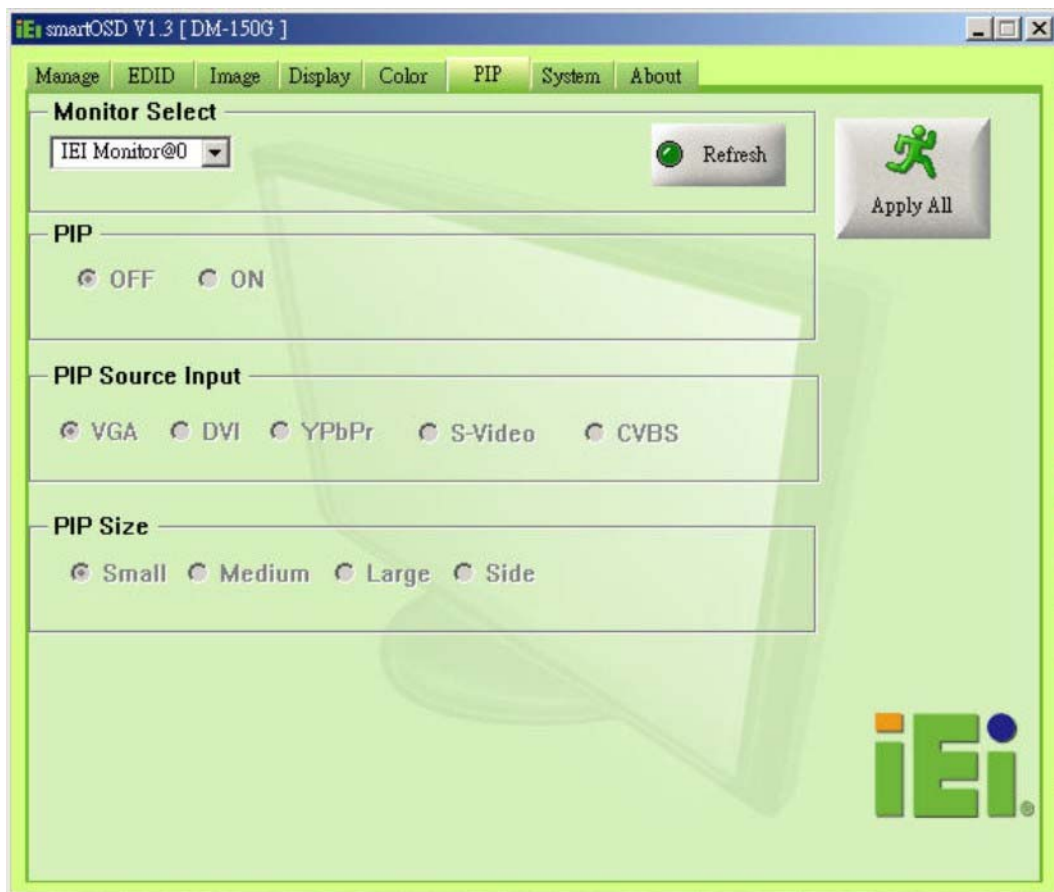 iEi smartOSD V1.3 [ DM-150G ]
Manage EDID Image Display Color PIP System About
Monitor Select
IEI Monitor@0
Refresh
Apply All
PIP
OFF ON
PIP Source Input
VGA DVI YPbPr S-Video CVBS
PIP Size
Small Medium Large Side
iEi®